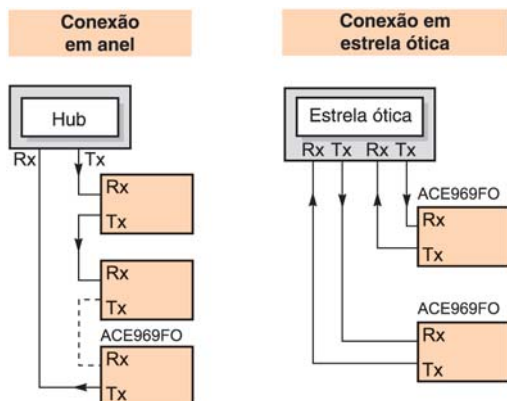 Conexão
em anel
Hub
Rx
Tx
Rx
Tx
Rx
Tx
ACE969FO
Rx
Tx
Conexão em
estrela ótica
Estrela ótica
Rx Tx Rx Tx
ACE969FO
Rx
Tx
ACE969FO
Rx
Tx